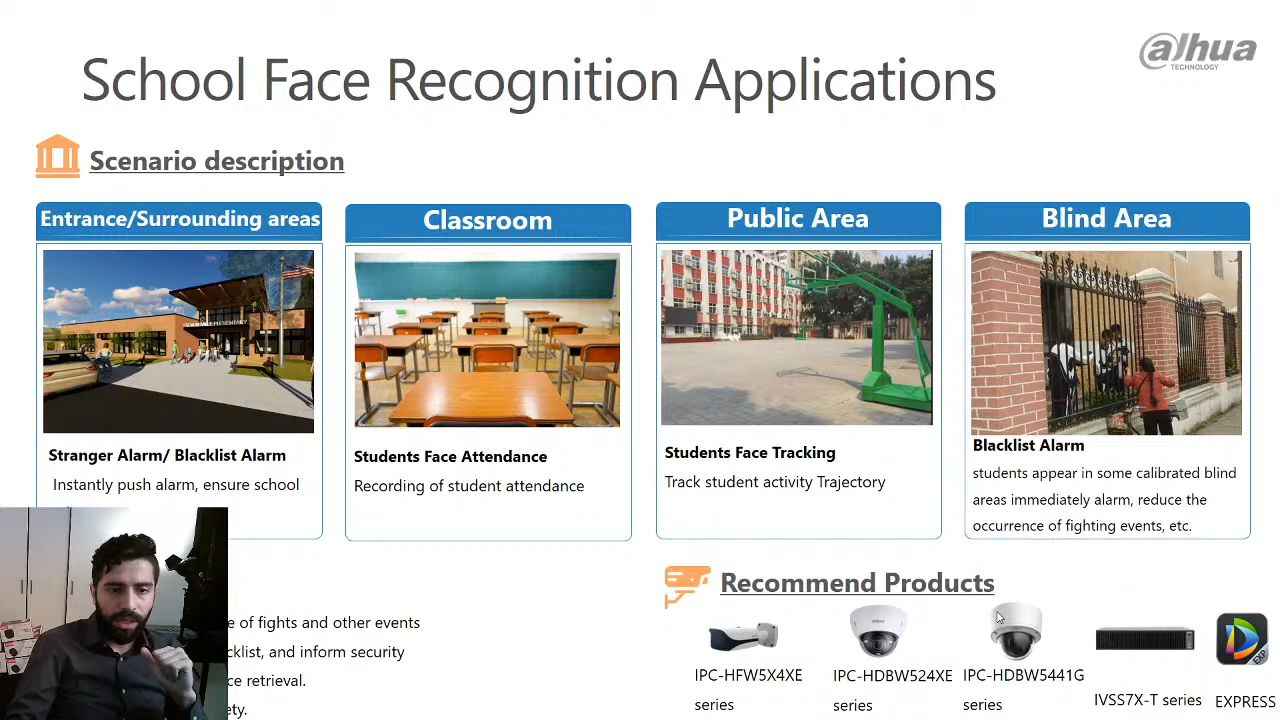 School Face Recognition Applications
alhua
TECHNOLOGY
Scenario description
Entrance/Surrounding areas
Classroom
Public Area
Blind Area
Stranger Alarm/ Blacklist Alarm
Instantly push alarm, ensure school
Students Face Attendance
Recording of student attendance
Students Face Tracking
Track student activity Trajectory
Blacklist Alarm
students appear in some calibrated blind
areas immediately alarm, reduce the
occurrence of fighting events, etc.
e of fights and other events
cklist, and inform security
ce retrieval.
ety.
Recommend Products
IPC-HFW5X4XE
series
IPC-HDBW524XE
series
IPC-HDBW5441G
series
IVSS7X-T series
EXP
EXPRESS